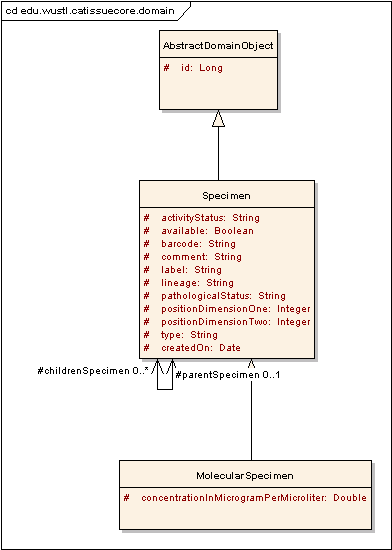 cd edu.wustl.catissuecore.domain
AbstractDomainObject
# id: Long
Specimen
# activityStatus: String
# available: Boolean
# barcode: String
# comment: String
# label: String
# lineage: String
# pathologicalStatus: String
# positionDimensionOne: Integer
# positionDimensionTwo: Integer
# type: String
# createdOn: Date
#childrenSpecimen 0..* #parentSpecimen 0..1
MolecularSpecimen
# concentrationInMicrogramPerMicroliter: Double